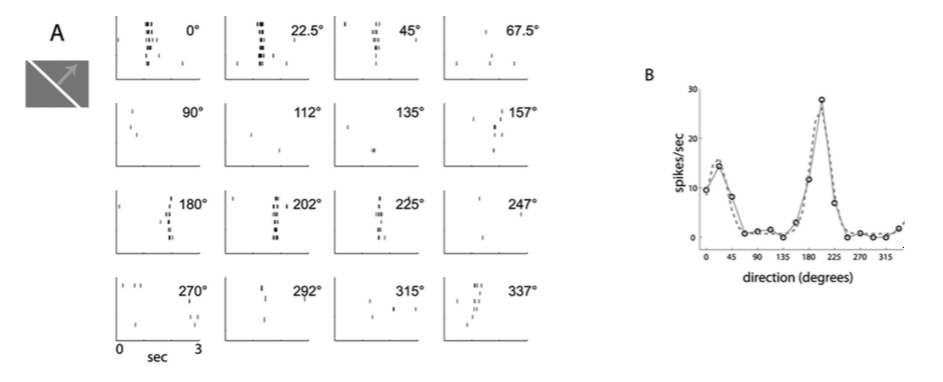 A
0° 22.5° 45° 67.5°
90° 112° 135° 157°
180° 202° 225° 247°
270° 292° 315° 337°
0 3
sec
B
30
20
10
0
spikes/sec
0 45 90 135 180 225 270 315
direction (degrees)